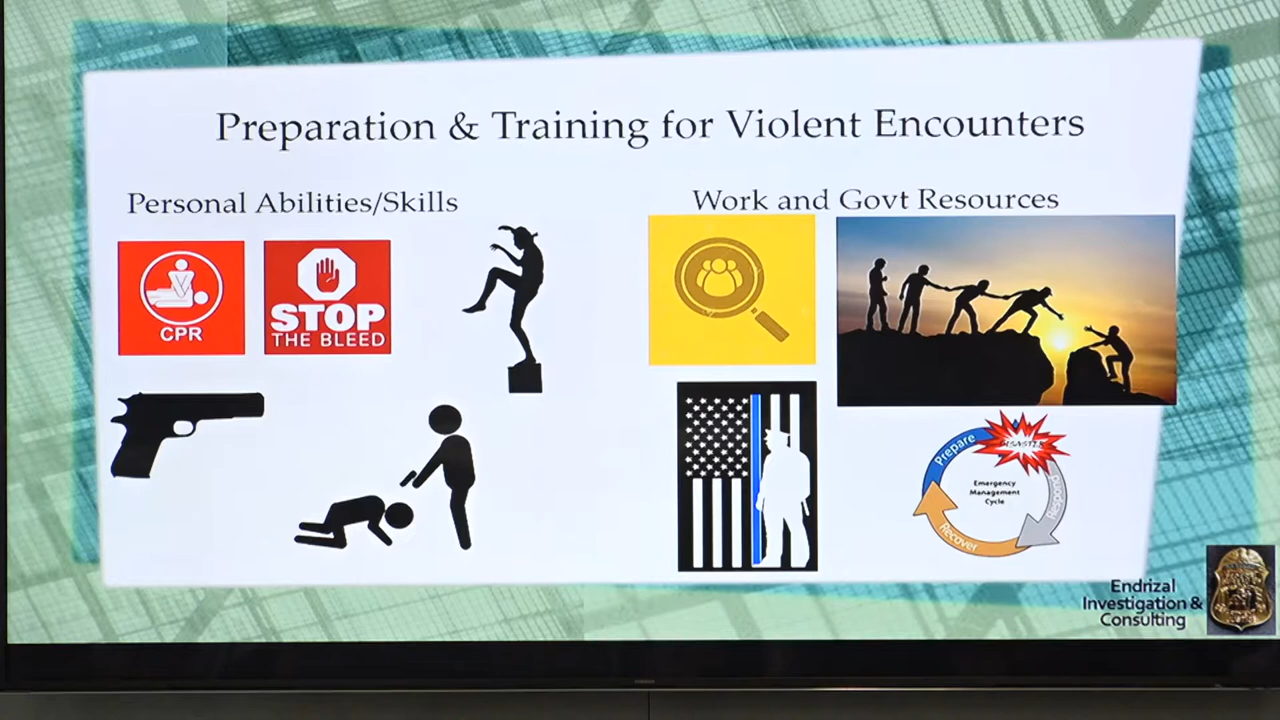 Preparation & Training for Violent Encounters
Personal Abilities/Skills
Work and Govt Resources
CPR
STOP
THE BLEED
DISASTER
Prepare
Respond
Recover
Emergency
Management
Cycle
Endrizal
Investigation &
Consulting